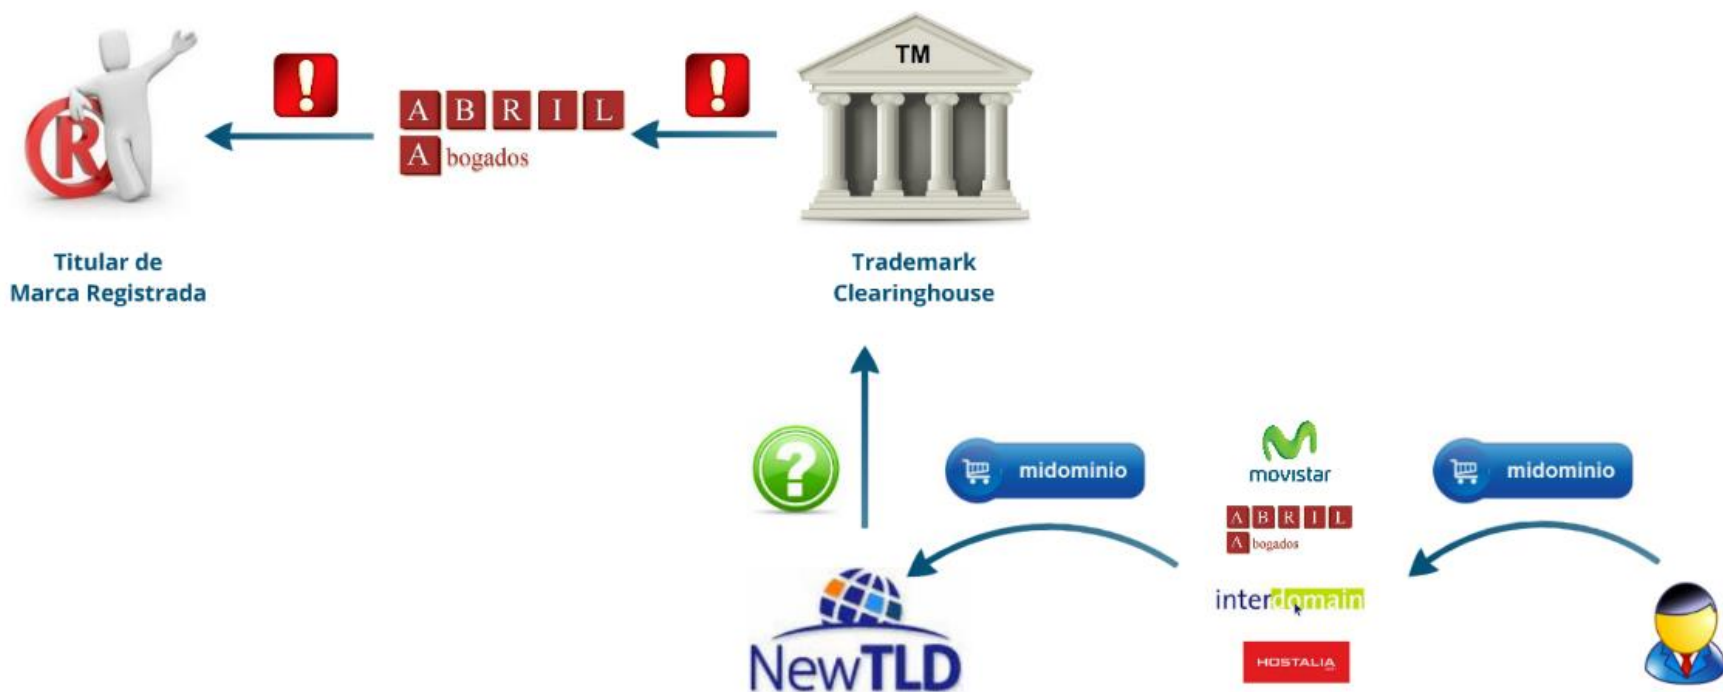 TM
R
A B R I L
A bogados
Titular de
Marca Registrada
Trademark
Clearinghouse
midominio
movistar
midominio
A B R I L
A bogados
interdomain
HOSTALIA
NewTLD